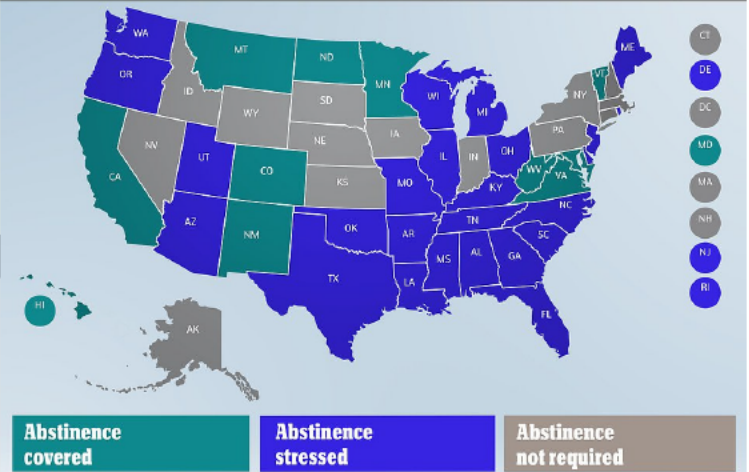 WA
ME
CT
MT
ND
VT
OR
MN
DE
ID
WI
SD
MI
NY
WY
DC
IA
PA
NE
NV
OH
MD
UT
IL
IN
CO
WV
CA
KS
MO
VA
KY
MA
NC
TN
AZ
OK
NH
NM
AR
SC
MS
AL
GA
NJ
TX
LA
RI
HI
FL
AK
Abstinence
covered
Abstinence
stressed
Abstinence
not required